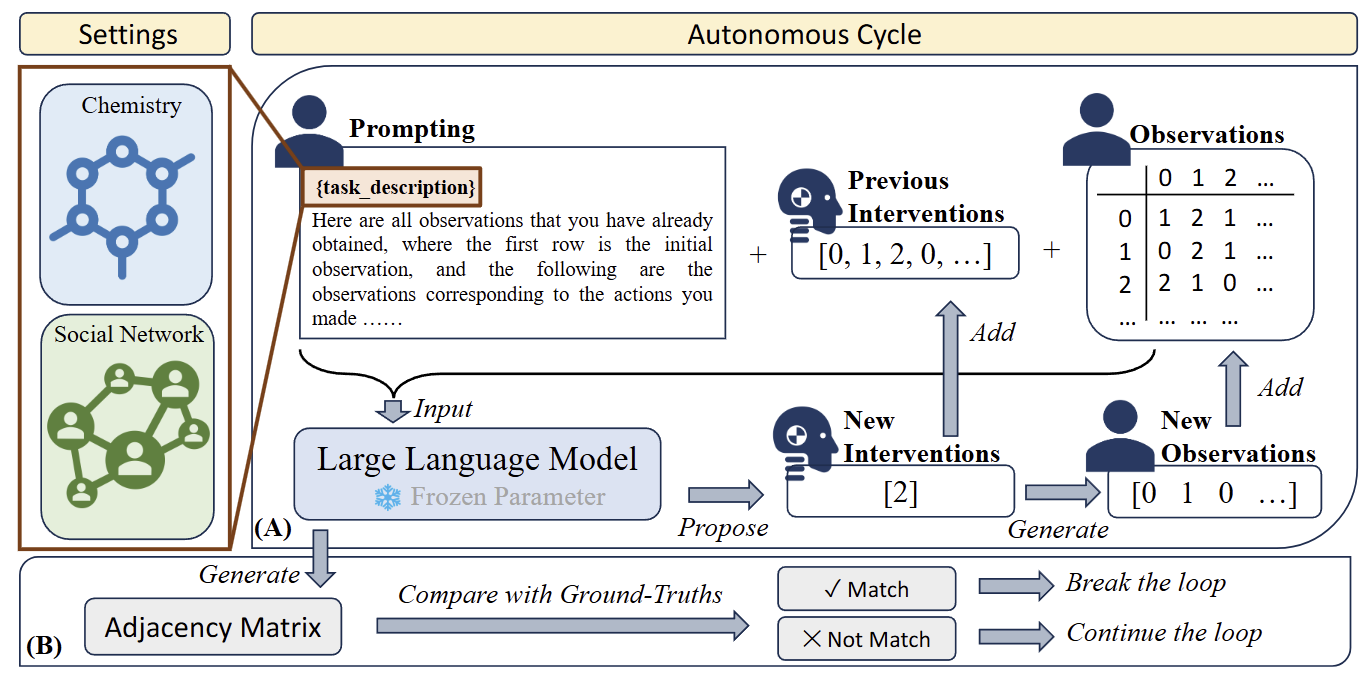 Settings
Autonomous Cycle
Chemistry
Social Network
Prompting
{task_description}
Here are all observations that you have already
obtained, where the first row is the initial
observation, and the following are the
observations corresponding to the actions you
made ……
+
Previous
Interventions
[0, 1, 2, 0, …]
+
Observations
0 1 2 …
0 1 2 1 …
1 0 2 1 …
2 2 1 0 …
… … … …
Input
Add
Add
Large Language Model
Frozen Parameter
Propose
New
Interventions
[2]
Generate
New
Observations
[0 1 0 …]
(A)
Generate
Adjacency Matrix
(B)
Compare with Ground-Truths
✓ Match
✕ Not Match
Break the loop
Continue the loop